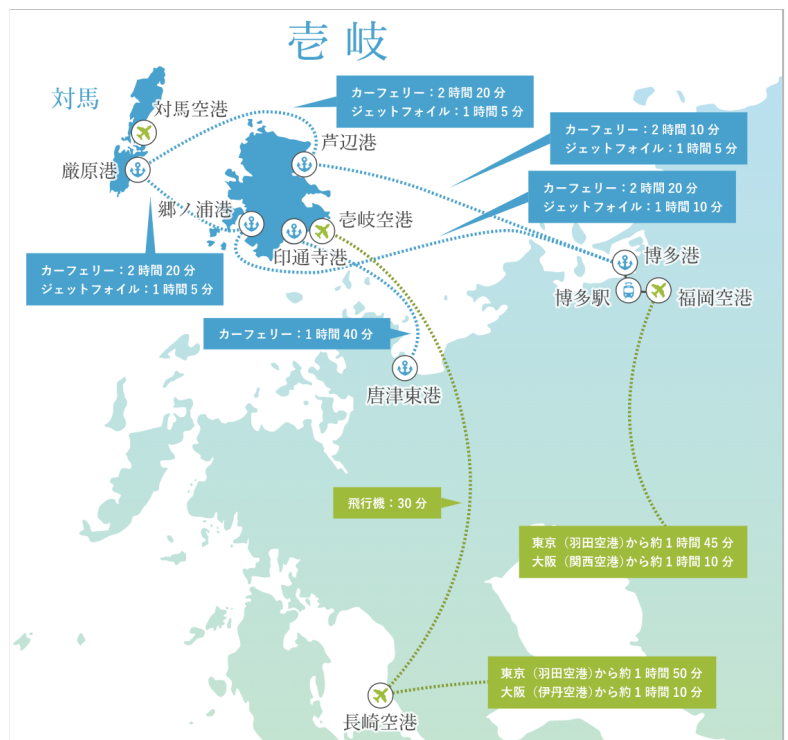 壱岐
対馬
対馬空港
厳原港
カーフェリー：2時間20分
ジェットフォイル：1時間5分
芦辺港
カーフェリー：2時間10分
ジェットフォイル：1時間5分
カーフェリー：2時間20分
ジェットフォイル：1時間10分
郷ノ浦港
壱岐空港
印通寺港
カーフェリー：2時間20分
ジェットフォイル：1時間5分
博多港
博多駅
福岡空港
カーフェリー：1時間40分
唐津東港
飛行機：30分
東京（羽田空港）から約1時間45分
大阪（関西空港）から約1時間10分
東京（羽田空港）から約1時間50分
大阪（伊丹空港）から約1時間10分
長崎空港